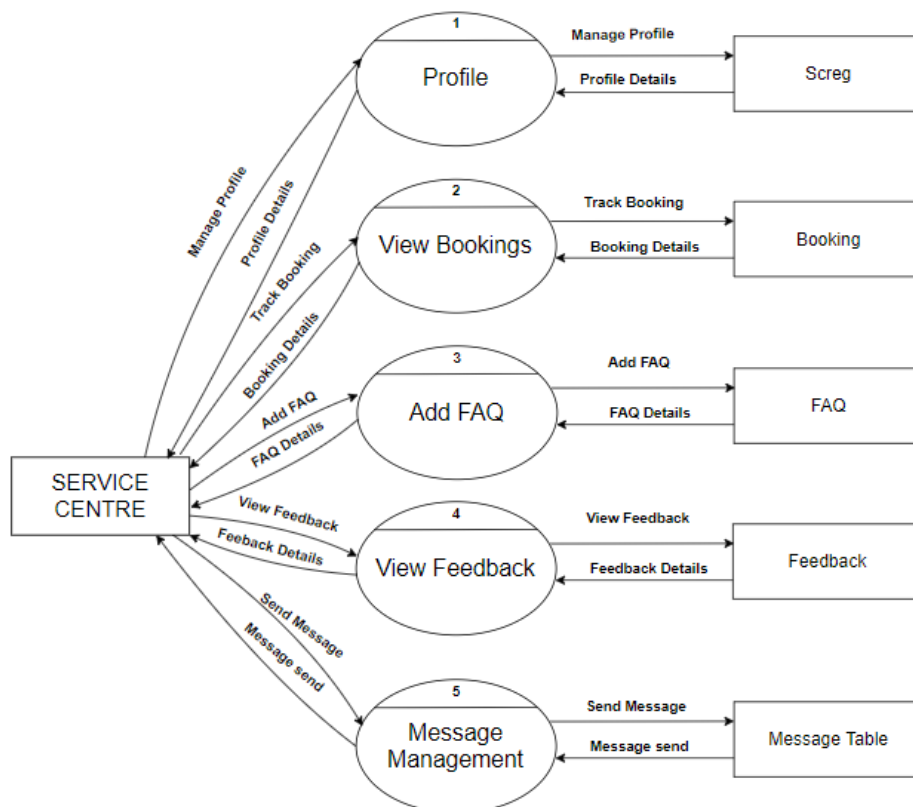 1
Manage Profile
Profile
Profile Details
Screg
Manage Profile
Profile Details
2
Track Booking
View Bookings
Booking Details
Booking
Track Booking
Booking Details
3
Add FAQ
Add FAQ
FAQ Details
FAQ
Add FAQ
FAQ Details
SERVICE
CENTRE
4
View Feedback
View Feedback
Feedback Details
Feedback
View Feedback
Feeback Details
Send Message
Message send
5
Send Message
Message
Management
Message send
Message Table